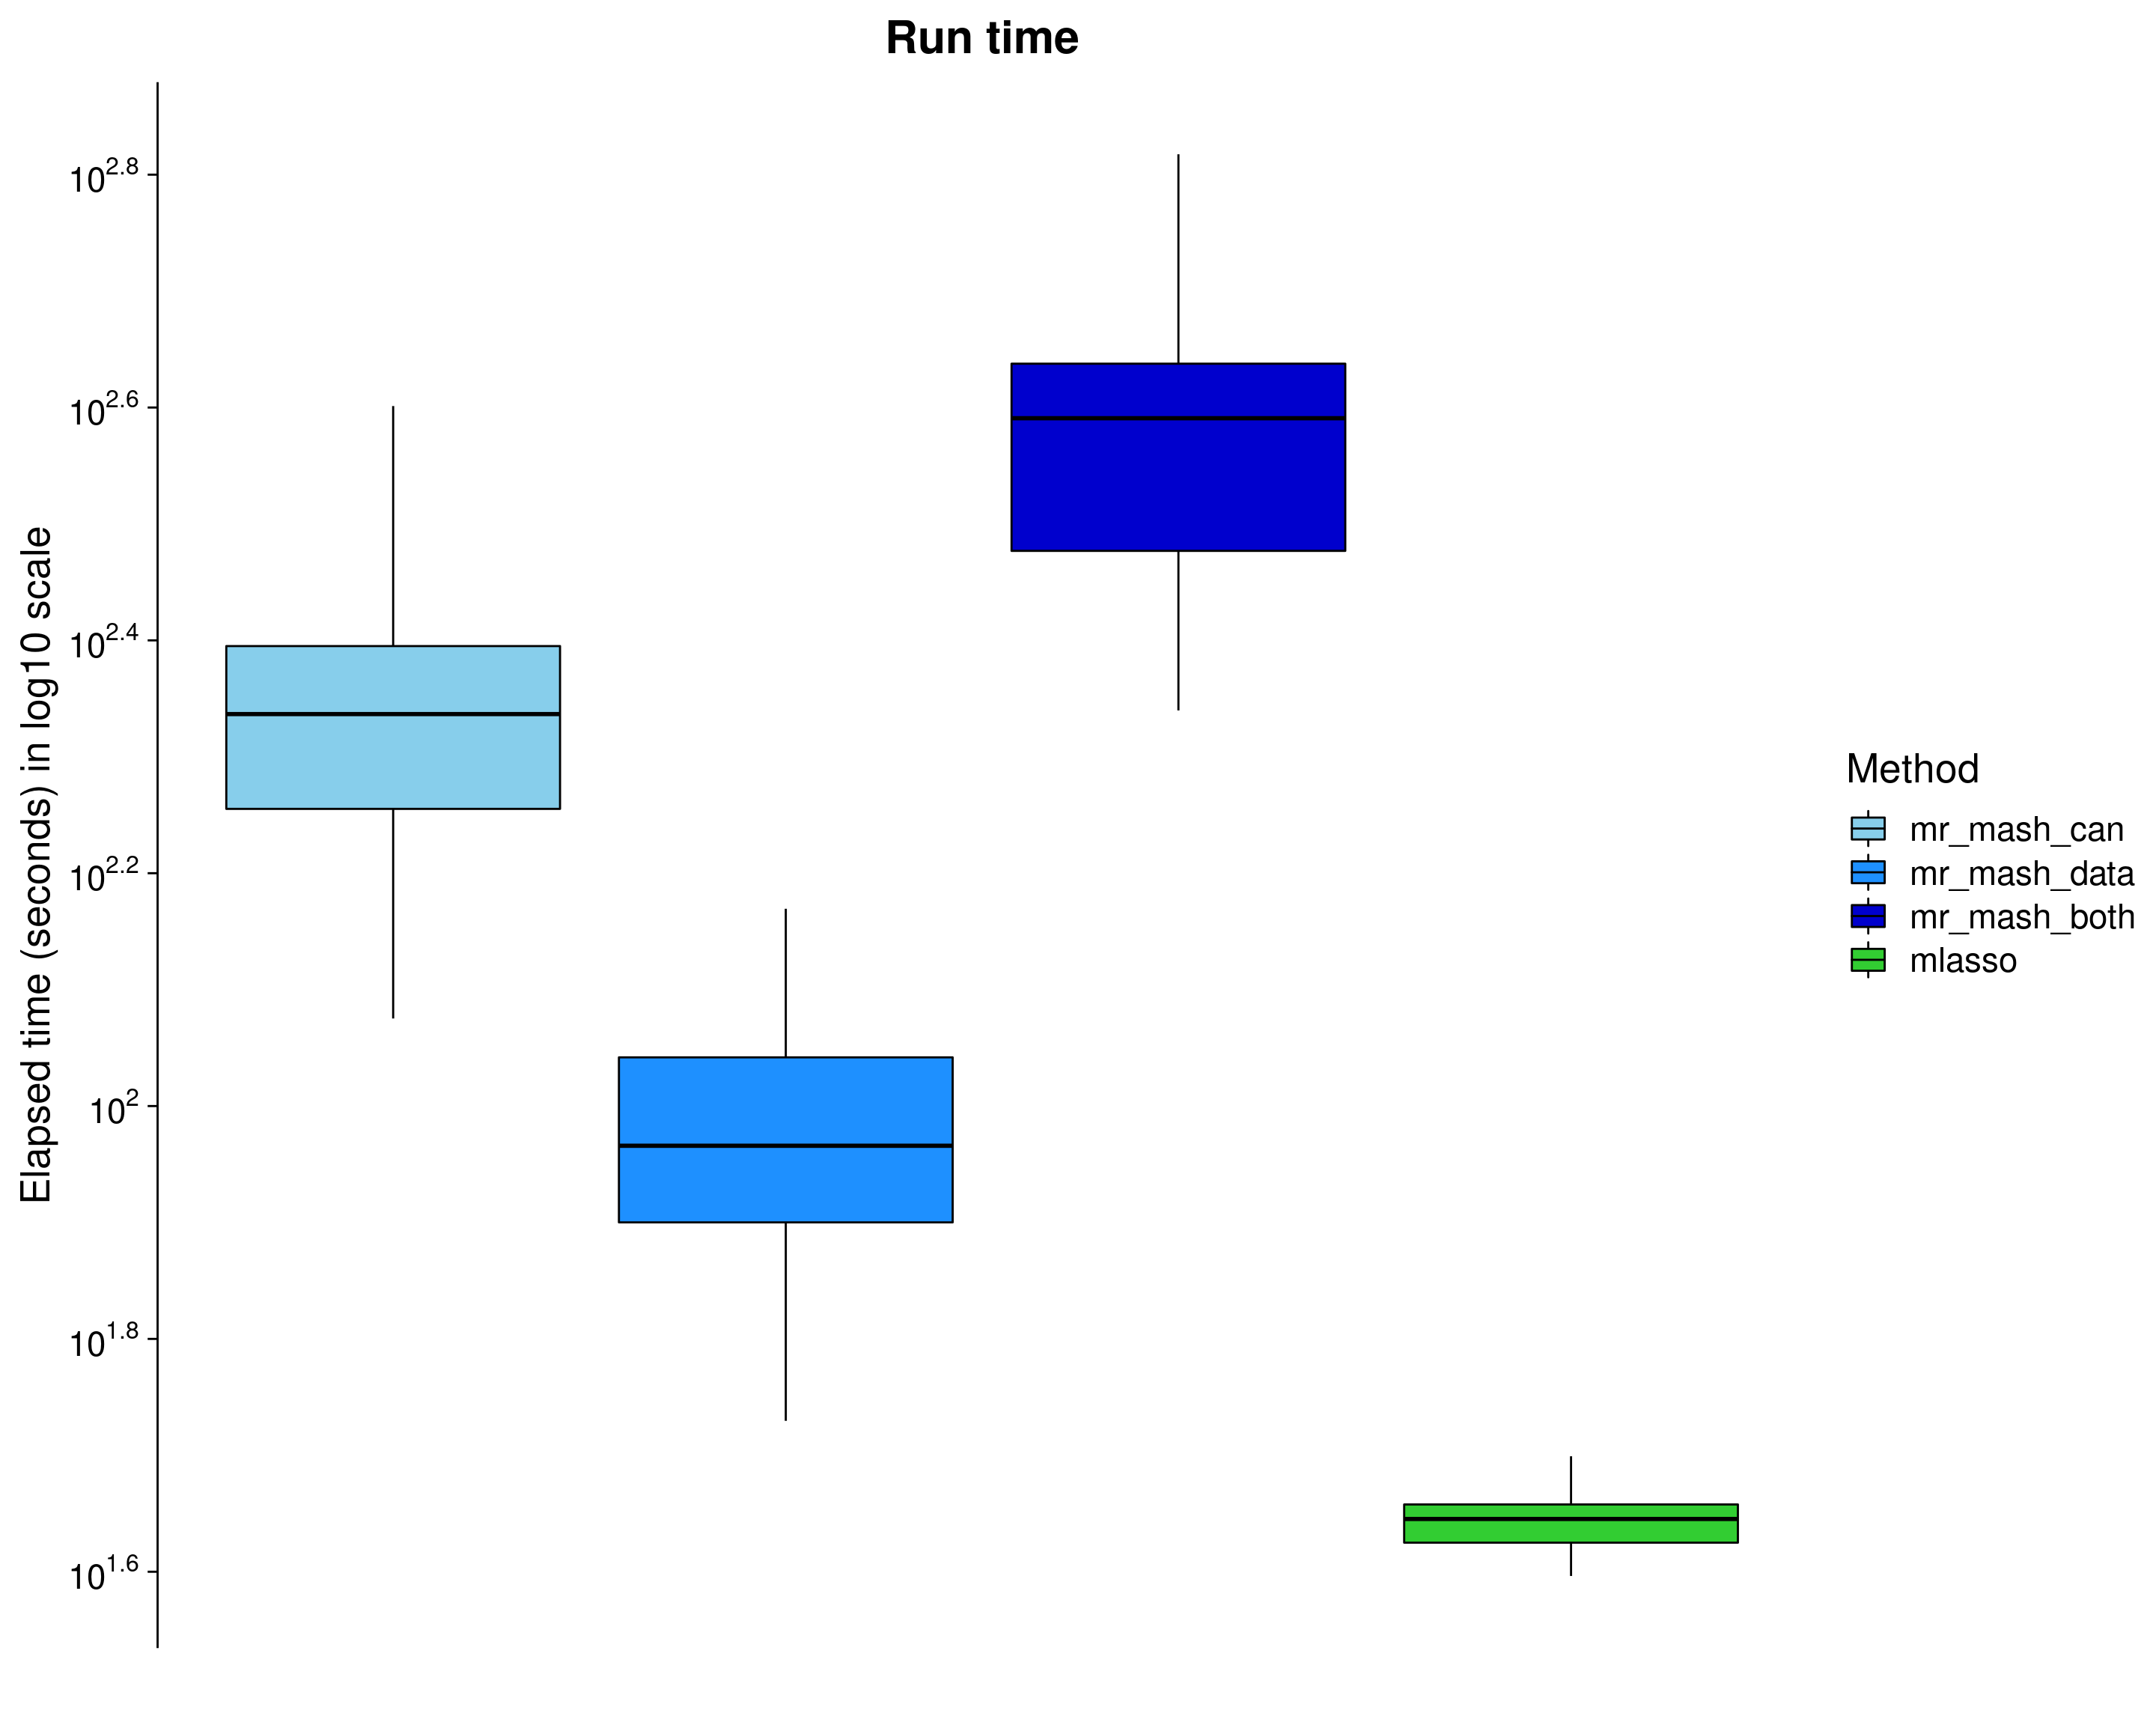 Run time
Elapsed time (seconds) in log10 scale
10^2.8
10^2.6
10^2.4
10^2.2
10^2
10^1.8
10^1.6
Method
mr_mash_can
mr_mash_data
mr_mash_both
mlasso